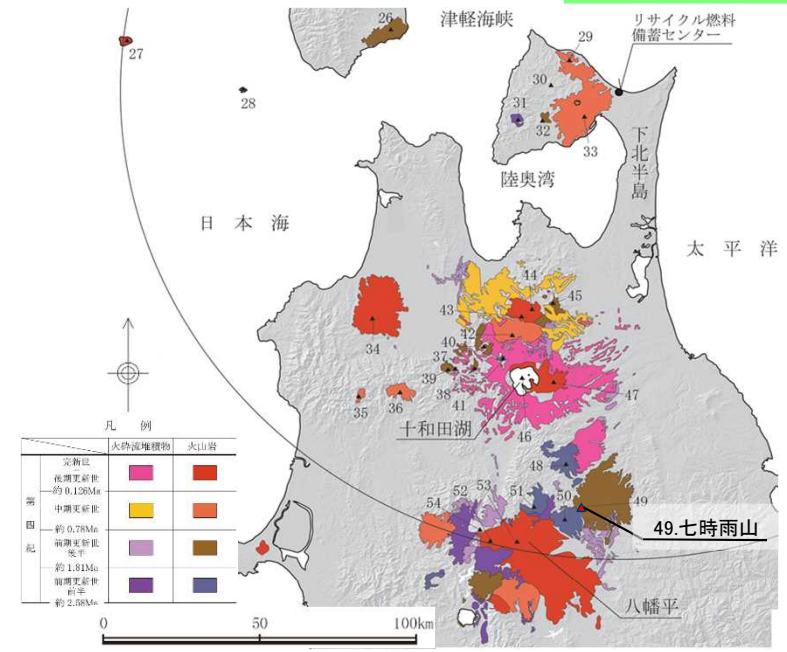 26
津軽海峡
リサイクル燃料
備蓄センター
27
28
29
30
31
32
33
下北半島
陸奥湾
日本海
太平洋
34
35
36
37
38
39
40
41
42
43
44
45
46
47
十和田湖
48
49
50
51
52
53
54
49.七時雨山
八幡平
凡例
火砕流堆積物
火山岩
第四紀
完新世
後期更新世
約0.126Ma
中期更新世
約0.78Ma
前期更新世
後半
約1.81Ma
前期更新世
前半
約2.58Ma
0
50
100km